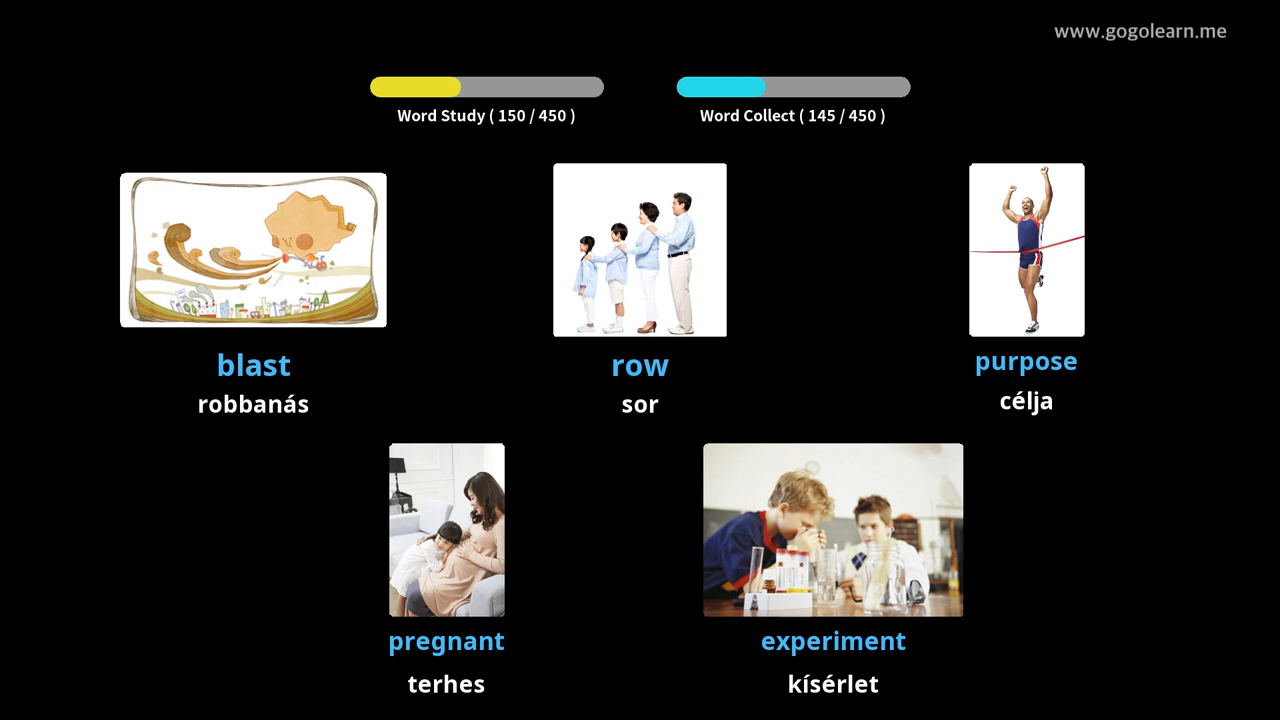 www.gogolearn.me
Word Study ( 150 / 450 )
Word Collect ( 145 / 450 )
blast
robbanás
row
sor
purpose
célja
pregnant
terhes
experiment
kísérlet